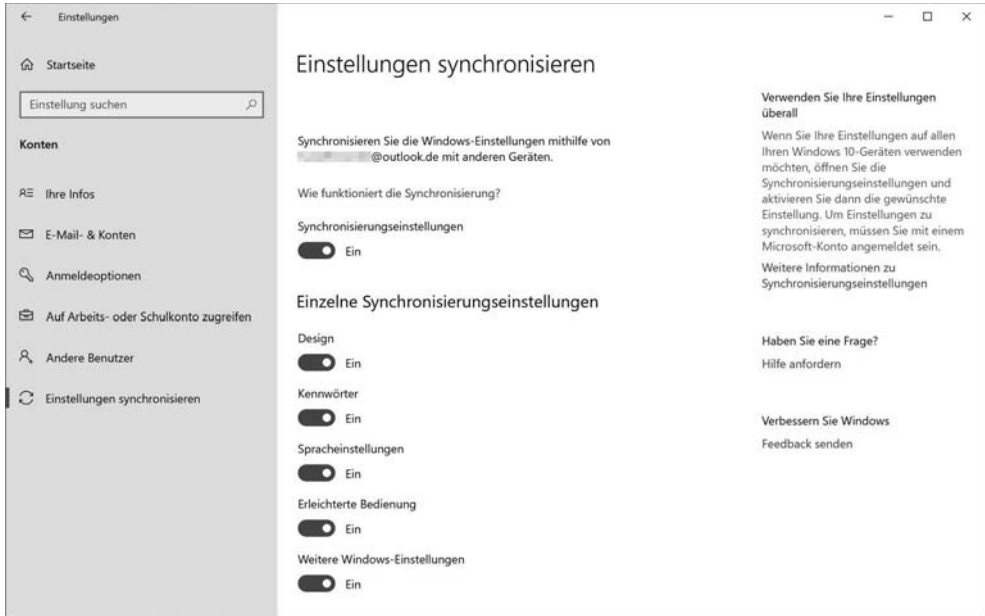 Einstellungen
Startseite
Einstellung suchen
Konten
Ihre Infos
E-Mail- & Konten
Anmeldeoptionen
Auf Arbeits- oder Schulkonto zugreifen
Andere Benutzer
Einstellungen synchronisieren
Einstellungen synchronisieren
Synchronisieren Sie die Windows-Einstellungen mithilfe von
@outlook.de mit anderen Geräten.
Wie funktioniert die Synchronisierung?
Synchronisierungseinstellungen
Ein
Einzelne Synchronisierungseinstellungen
Design
Ein
Kennwörter
Ein
Spracheinstellungen
Ein
Erleichterte Bedienung
Ein
Weitere Windows-Einstellungen
Ein
Verwenden Sie Ihre Einstellungen
überall
Wenn Sie Ihre Einstellungen auf allen
Ihren Windows 10-Geräten verwenden
möchten, öffnen Sie die
Synchronisierungseinstellungen und
aktivieren Sie dann die gewünschte
Einstellung. Um Einstellungen zu
synchronisieren, müssen Sie mit einem
Microsoft-Konto angemeldet sein.
Weitere Informationen zu
Synchronisierungseinstellungen
Haben Sie eine Frage?
Hilfe anfordern
Verbessern Sie Windows
Feedback senden